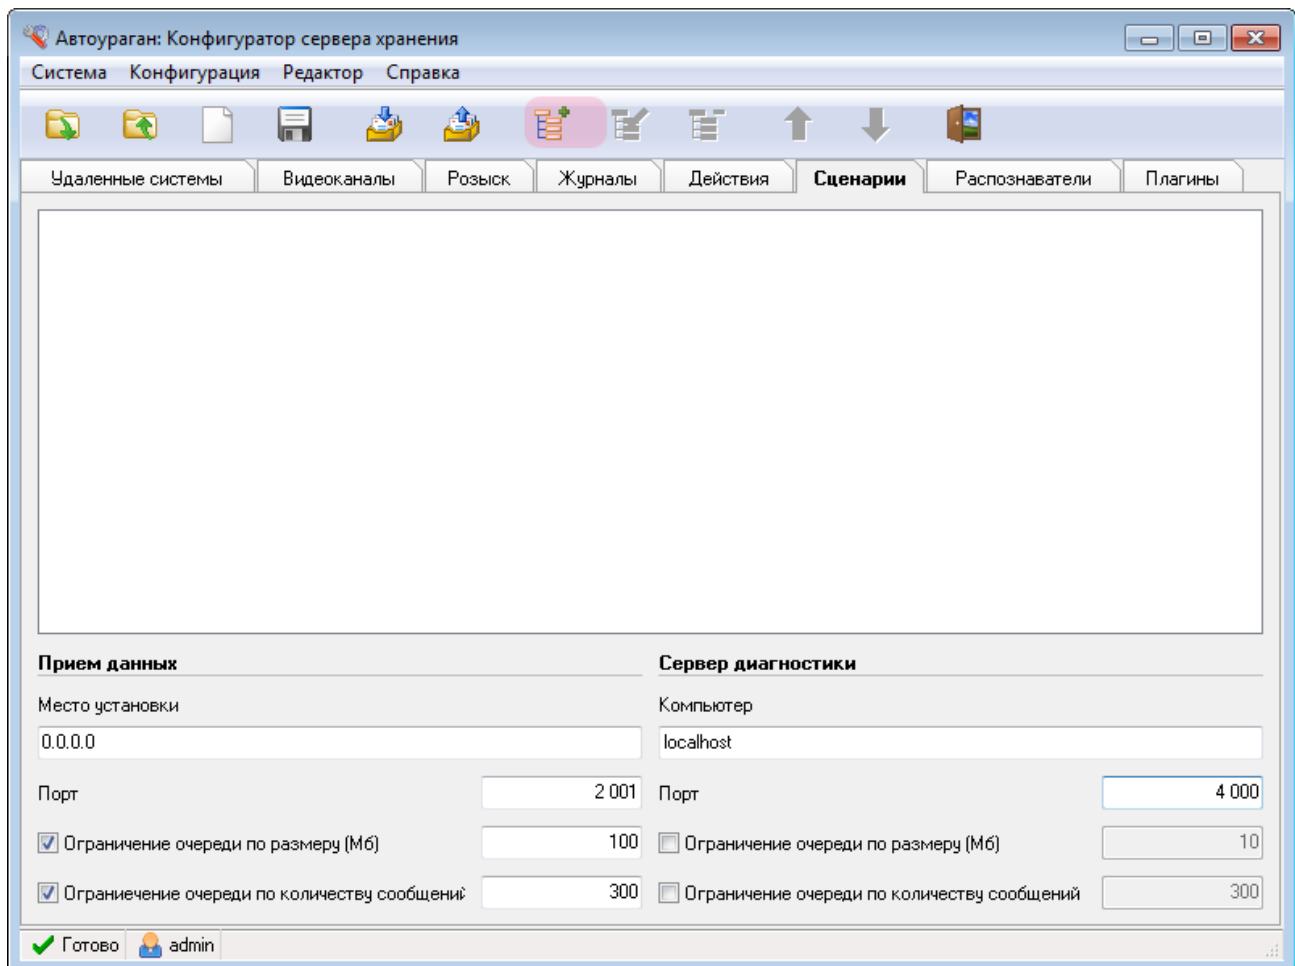 Автоураган: Конфигуратор сервера хранения
Система Конфигурация Редактор Справка
Удаленные системы Видеоканалы Розыск Журналы Действия Сценарии Распознаватели Плагины
Прием данных Сервер диагностики
Место установки Компьютер
0.0.0.0 localhost
Порт 2 001 Порт 4 000
Ограничение очереди по размеру (Мб) 100 Ограничение очереди по размеру (Мб) 10
Ограниечение очереди по количеству сообщений 300 Ограничение очереди по количеству сообщений 300
Готово admin